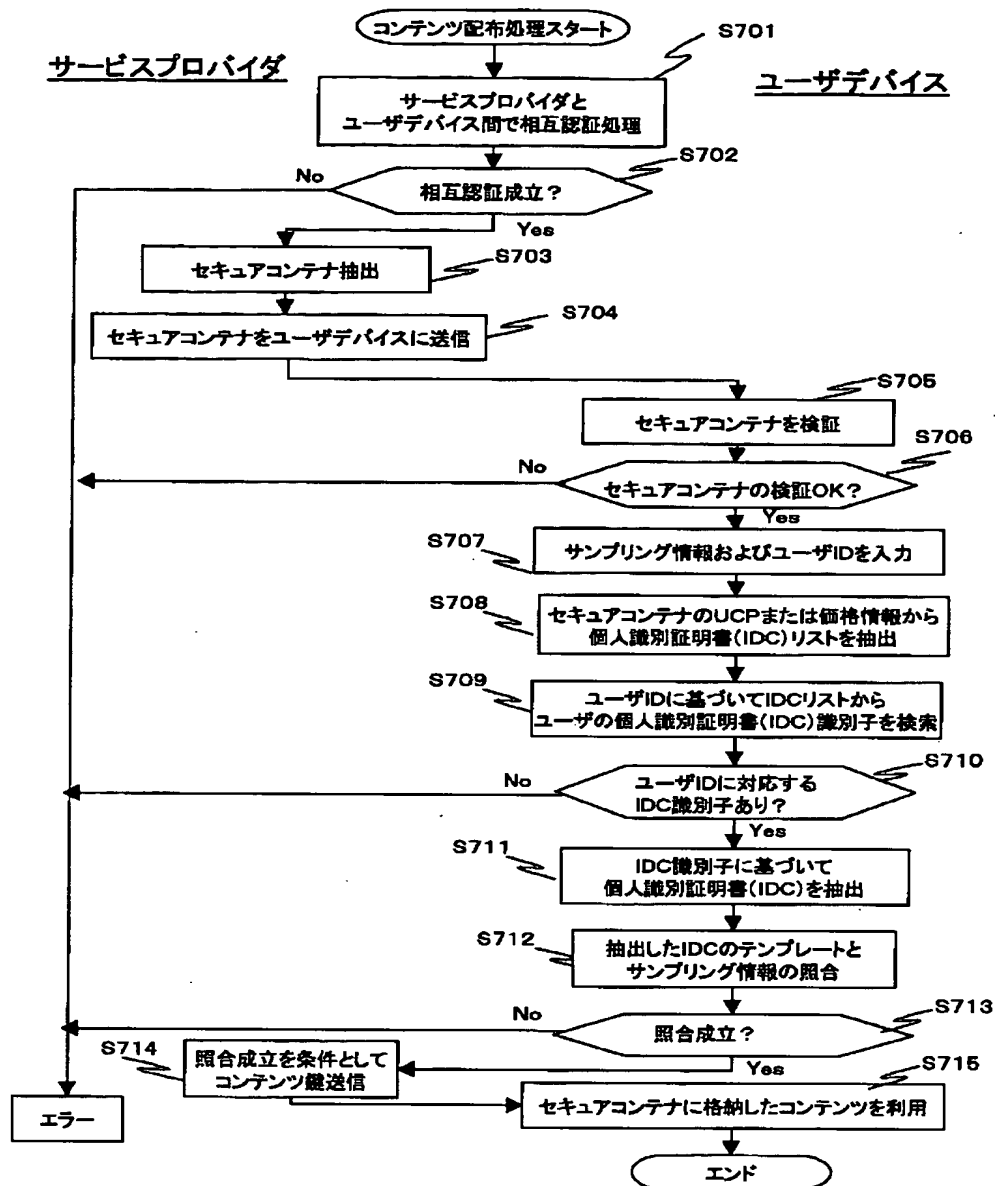 コンテンツ配布処理スタート
S701
サービスプロバイダ
ユーザデバイス
サービスプロバイダと
ユーザデバイス間で相互認証処理
S702
No
相互認証成立？
Yes
S703
セキュアコンテナ抽出
S704
セキュアコンテナをユーザデバイスに送信
S705
セキュアコンテナを検証
S706
No
セキュアコンテナの検証OK？
Yes
S707
サンプリング情報およびユーザIDを入力
S708
セキュアコンテナのUCPまたは価格情報から
個人識別証明書(IDC)リストを抽出
S709
ユーザIDに基づいてIDCリストから
ユーザの個人識別証明書(IDC)識別子を検索
S710
No
ユーザIDに対応する
IDC識別子あり？
Yes
S711
IDC識別子に基づいて
個人識別証明書(IDC)を抽出
S712
抽出したIDCのテンプレートと
サンプリング情報の照合
S713
No
照合成立？
Yes
S714
照合成立を条件として
コンテンツ鍵送信
S715
セキュアコンテナに格納したコンテンツを利用
エラー
エンド